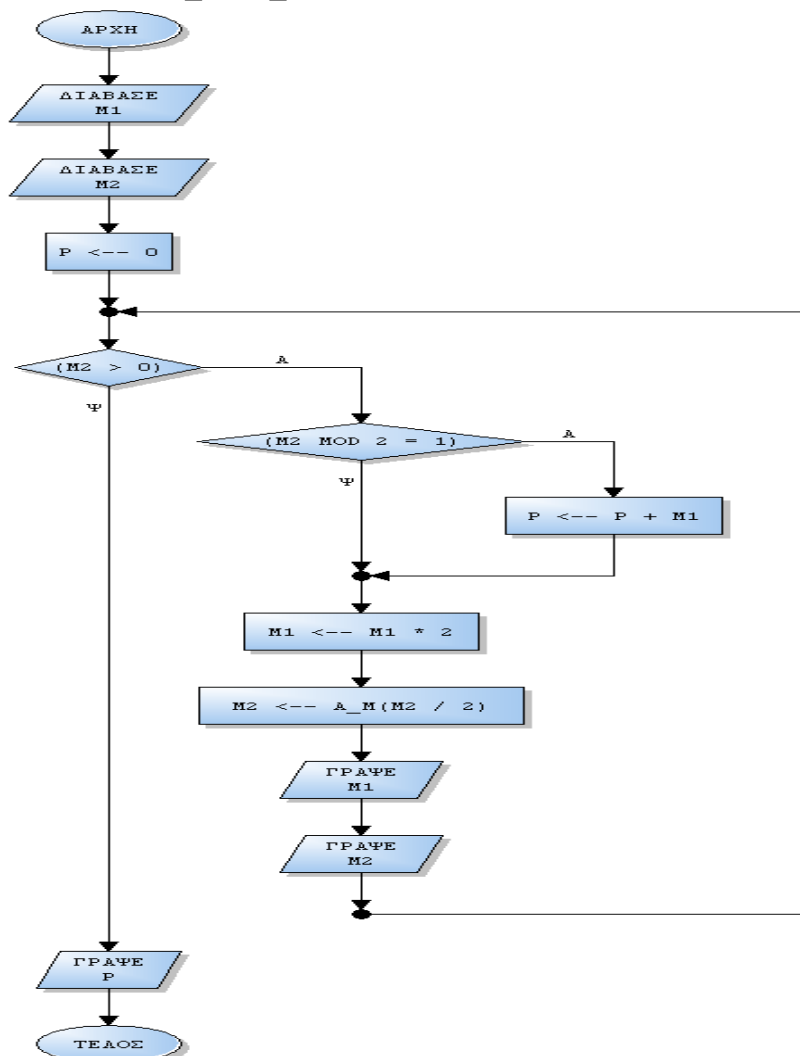 ΑΡΧΗ
ΔΙΑΒΑΣΕ
M1
ΔΙΑΒΑΣΕ
M2
P <-- 0
(M2 > 0)
Α
Ψ
(M2 MOD 2 = 1)
Α
Ψ
P <-- P + M1
M1 <-- M1 * 2
M2 <-- A_M(M2 / 2)
ΓΡΑΨΕ
M1
ΓΡΑΨΕ
M2
ΓΡΑΨΕ
P
ΤΕΛΟΣ